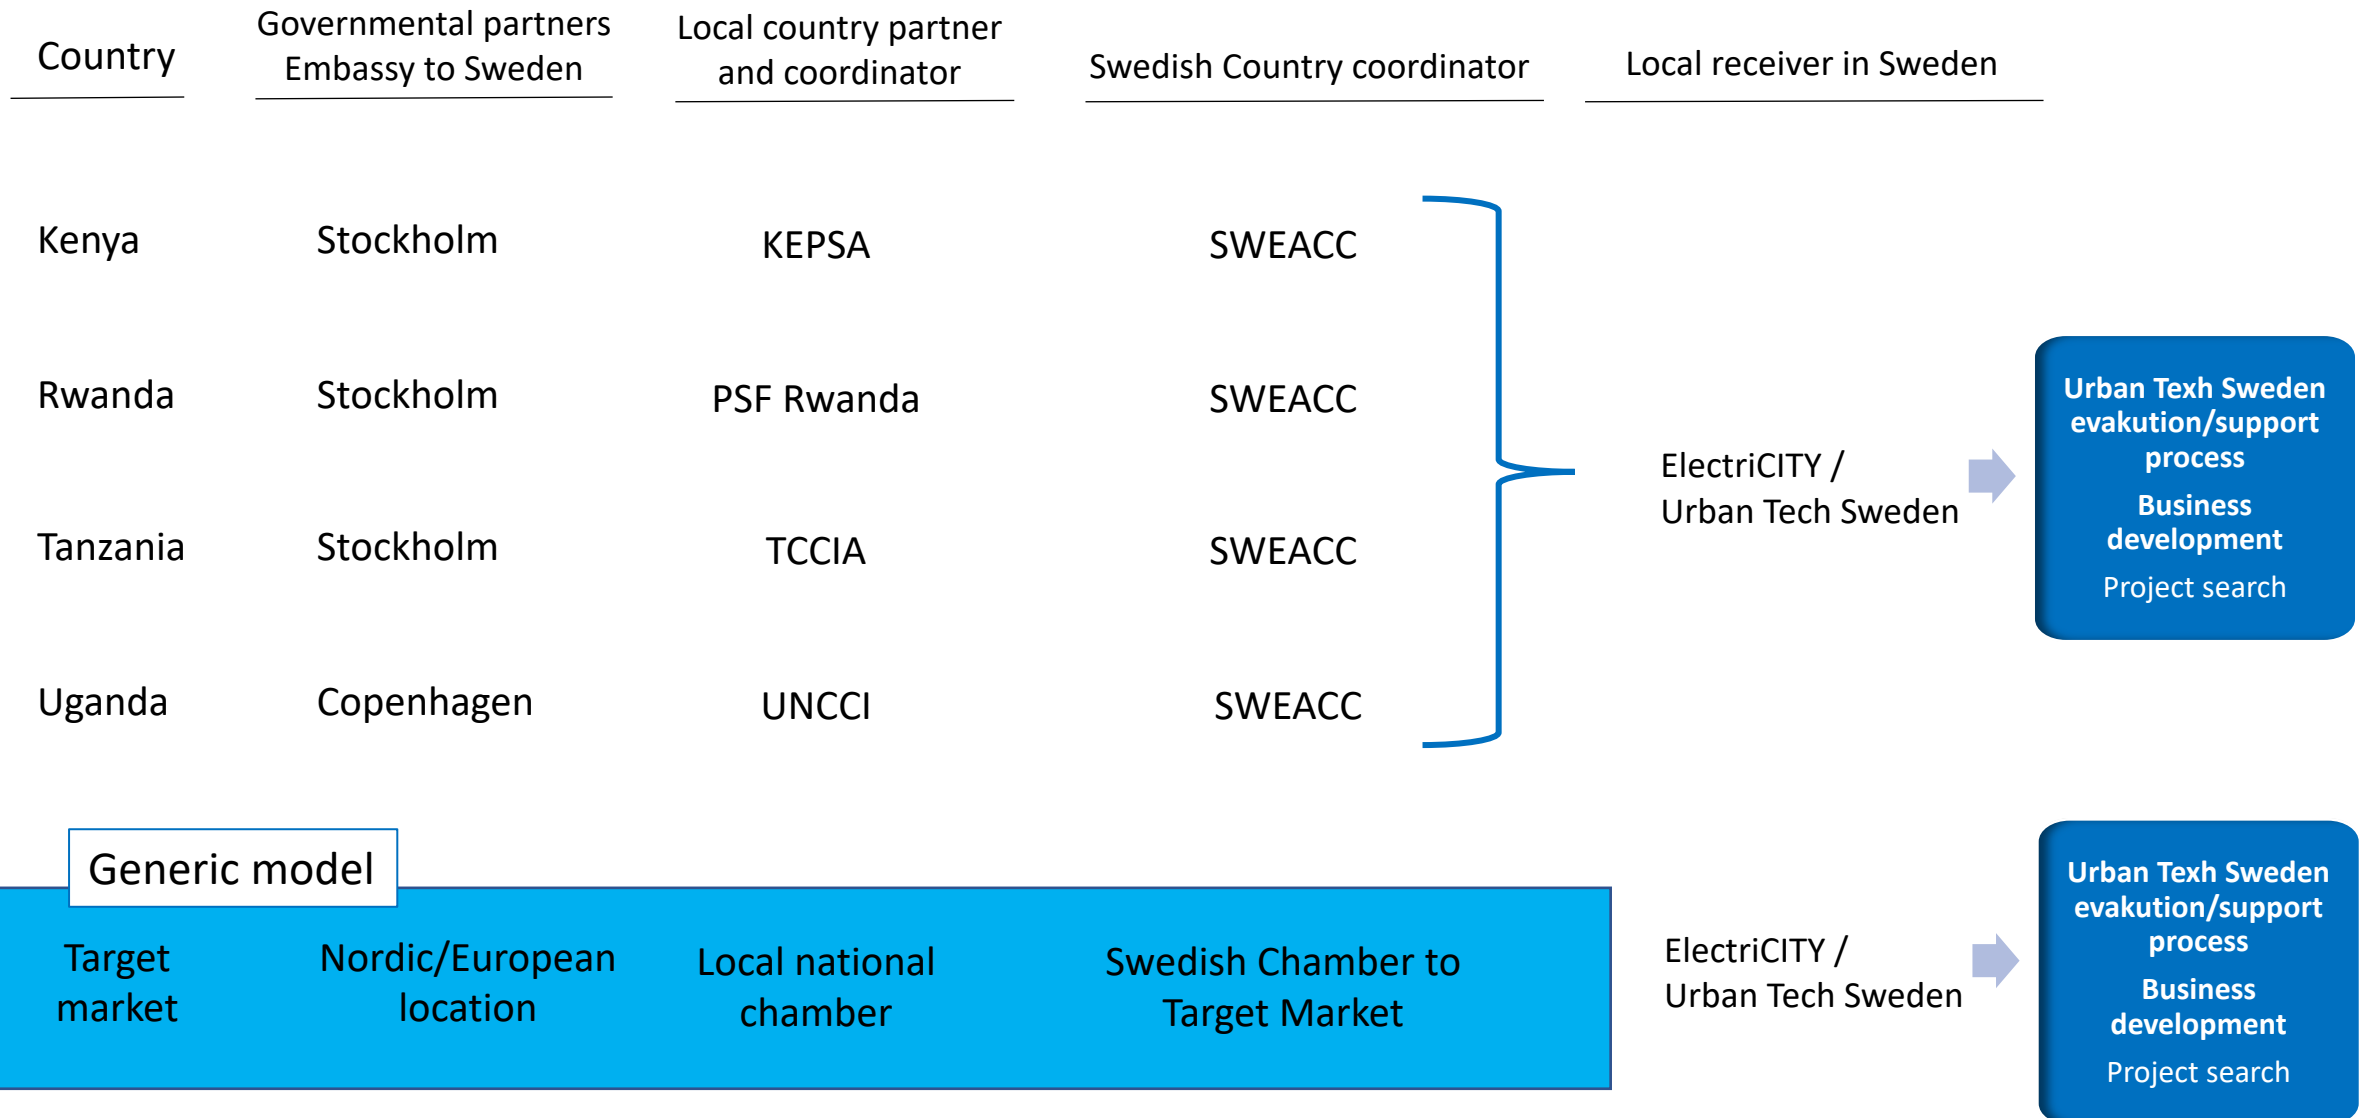 Country
Governmental partners
Embassy to Sweden
Local country partner
and coordinator
Swedish Country coordinator
Local receiver in Sweden
Kenya
Stockholm
KEPSA
SWEACC
Rwanda
Stockholm
PSF Rwanda
SWEACC
Tanzania
Stockholm
TCCIA
SWEACC
Uganda
Copenhagen
UNCCI
SWEACC
ElectriCITY /
Urban Tech Sweden
Urban Texh Sweden
evakution/support
process
Business
development
Project search
Generic model
Target
market
Nordic/European
location
Local national
chamber
Swedish Chamber to
Target Market
ElectriCITY /
Urban Tech Sweden
Urban Texh Sweden
evakution/support
process
Business
development
Project search